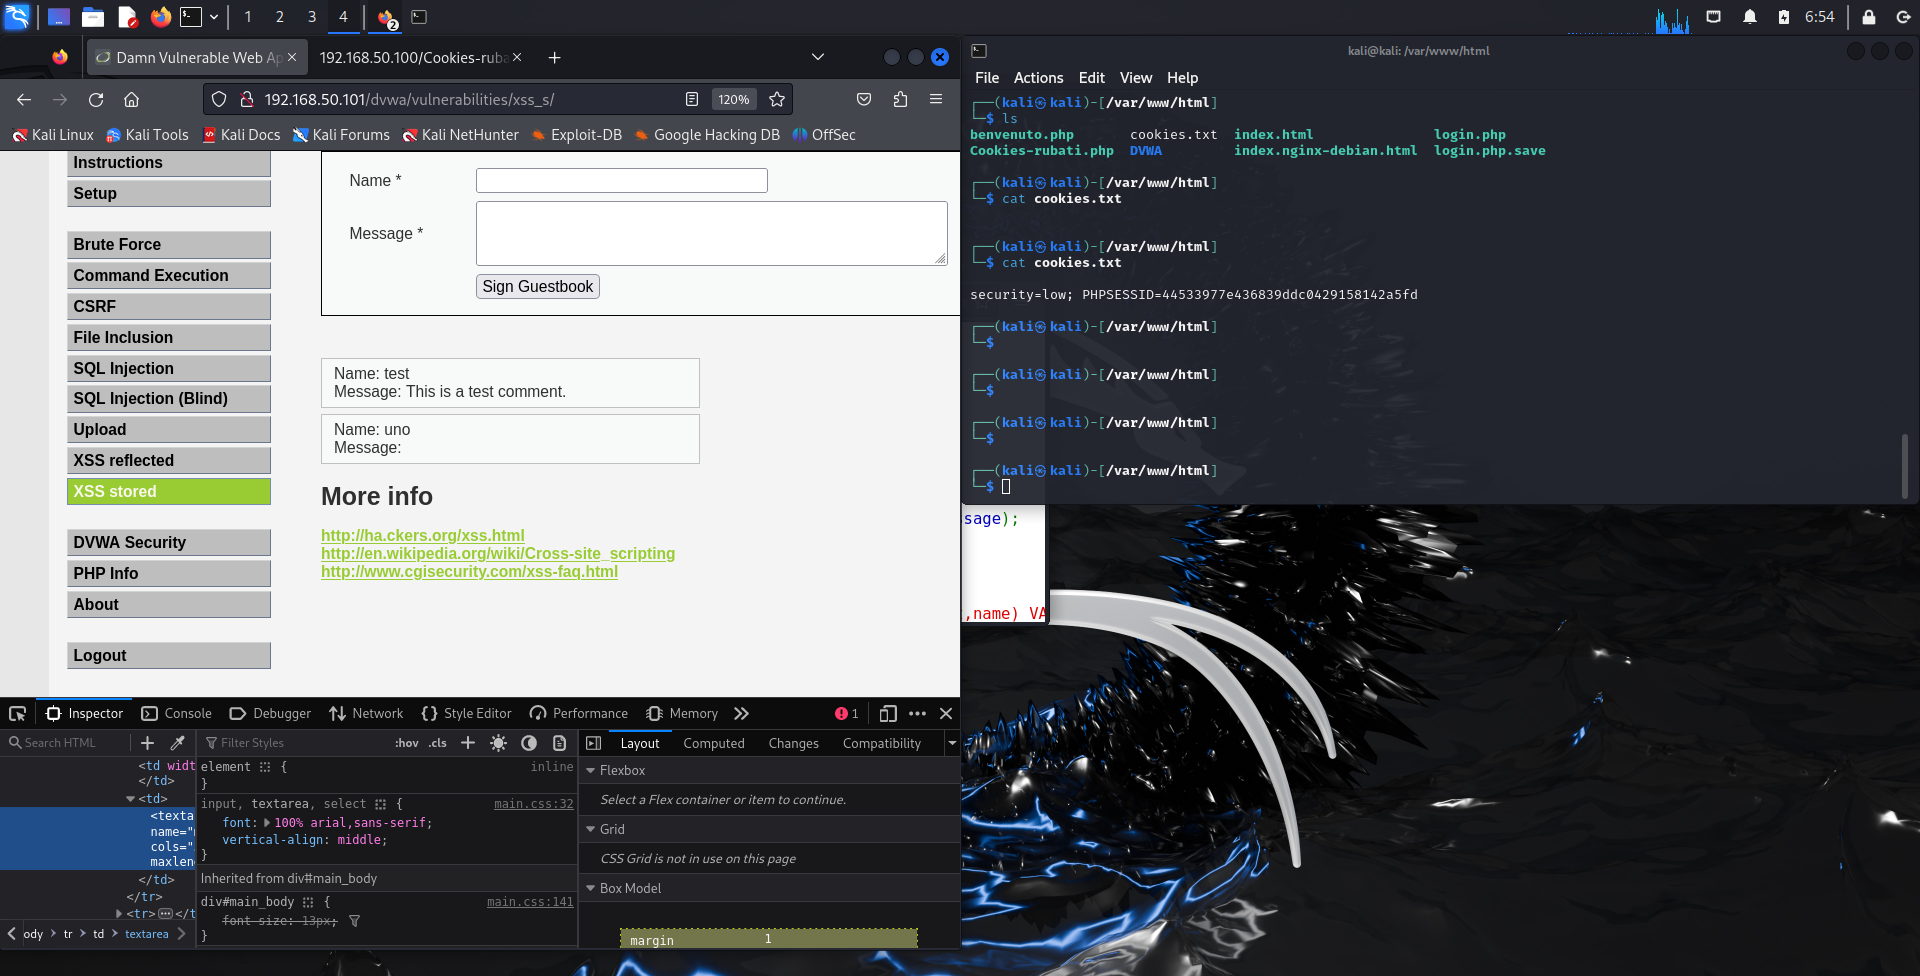 1 2 3 4 2 6:54
Damn Vulnerable Web Ap
192.168.50.100/Cookies-ruba
192.168.50.101/dvwa/vulnerabilities/xss_s/
120%
Kali Linux Kali Tools Kali Docs Kali Forums Kali NetHunter Exploit-DB Google Hacking DB OffSec
Instructions
Setup
Brute Force
Command Execution
CSRF
File Inclusion
SQL Injection
SQL Injection (Blind)
Upload
XSS reflected
XSS stored
DVWA Security
PHP Info
About
Logout
Name *
Message *
Sign Guestbook
Name: test
Message: This is a test comment.
Name: uno
Message:
More info
http://ha.ckers.org/xss.html
http://en.wikipedia.org/wiki/Cross-site_scripting
http://www.cgisecurity.com/xss-faq.html
Inspector Console Debugger Network Style Editor Performance Memory 1
Search HTML
<td widt
</td>
<td>
<texta
name="
cols="
maxlen
</td>
</tr>
<tr> </t
ody tr td textarea
Filter Styles
:hov .cls
element { inline
}
input, textarea, select { main.css:32
font: 100% arial,sans-serif;
vertical-align: middle;
}
Inherited from div#main_body
div#main_body { main.css:141
font-size: 13px;
}
Layout Computed Changes Compatibility
Flexbox
Select a Flex container or item to continue.
Grid
CSS Grid is not in use on this page
Box Model
margin 1
kali@kali: /var/www/html
File Actions Edit View Help
┌──(kali㉿kali)-[/var/www/html]
└─$ ls
benvenuto.php cookies.txt index.html login.php
Cookies-rubati.php DVWA index.nginx-debian.html login.php.save
┌──(kali㉿kali)-[/var/www/html]
└─$ cat cookies.txt
┌──(kali㉿kali)-[/var/www/html]
└─$ cat cookies.txt
security=low; PHPSESSID=44533977e436839ddc0429158142a5fd
┌──(kali㉿kali)-[/var/www/html]
└─$
┌──(kali㉿kali)-[/var/www/html]
└─$
┌──(kali㉿kali)-[/var/www/html]
└─$
┌──(kali㉿kali)-[/var/www/html]
└─$
sage);
,name) VA